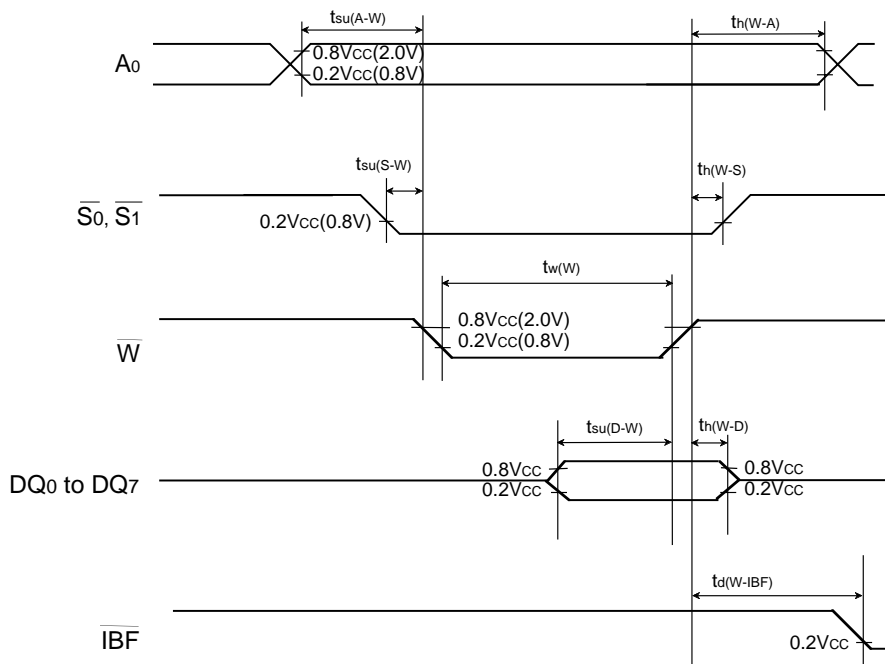 tsu(A-W)
th(W-A)
A0
0.8VCC(2.0V)
0.2VCC(0.8V)
tsu(S-W)
th(W-S)
S0, S1
0.2VCC(0.8V)
tw(W)
W
0.8VCC(2.0V)
0.2VCC(0.8V)
tsu(D-W)
th(W-D)
DQ0 to DQ7
0.8VCC
0.2VCC
0.8VCC
0.2VCC
td(W-IBF)
IBF
0.2VCC